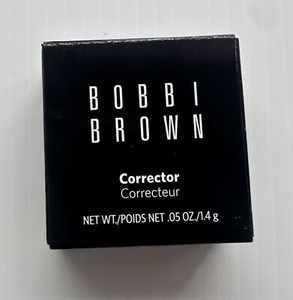 BOBBI
BROWN
Corrector
Correcteur
NET WT./POIDS NET .05 OZ./1.4 g